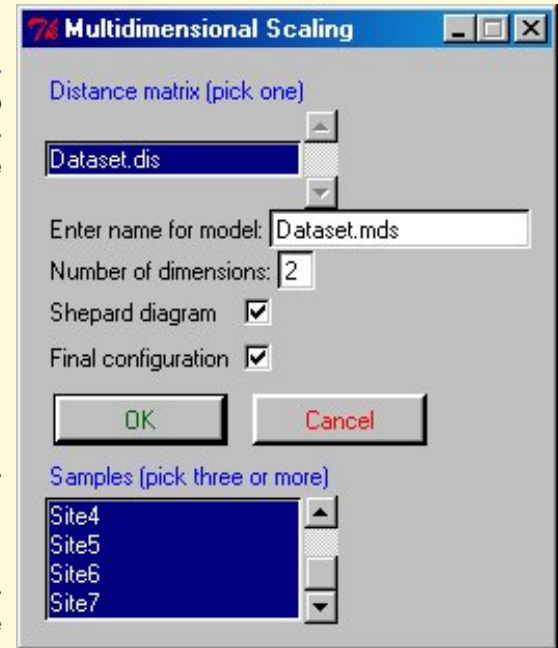 Multidimensional Scaling
Distance matrix (pick one)
Dataset.dis
Enter name for model: Dataset.mds
Number of dimensions: 2
Shepard diagram
Final configuration
OK Cancel
Samples (pick three or more)
Site4
Site5
Site6
Site7